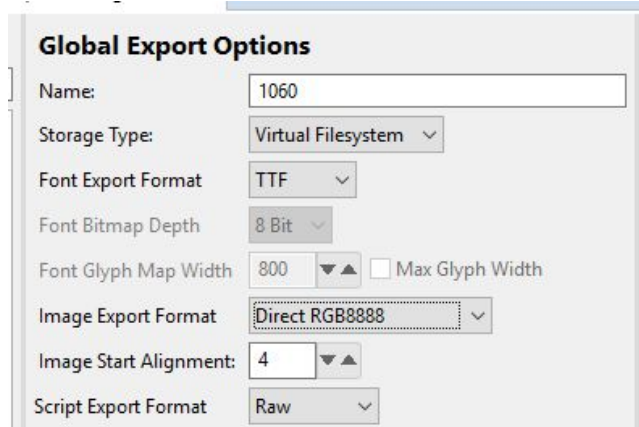 Global Export Options
Name: 1060
Storage Type: Virtual Filesystem
Font Export Format TTF
Font Bitmap Depth 8 Bit
Font Glyph Map Width 800 Max Glyph Width
Image Export Format Direct RGB8888
Image Start Alignment: 4
Script Export Format Raw